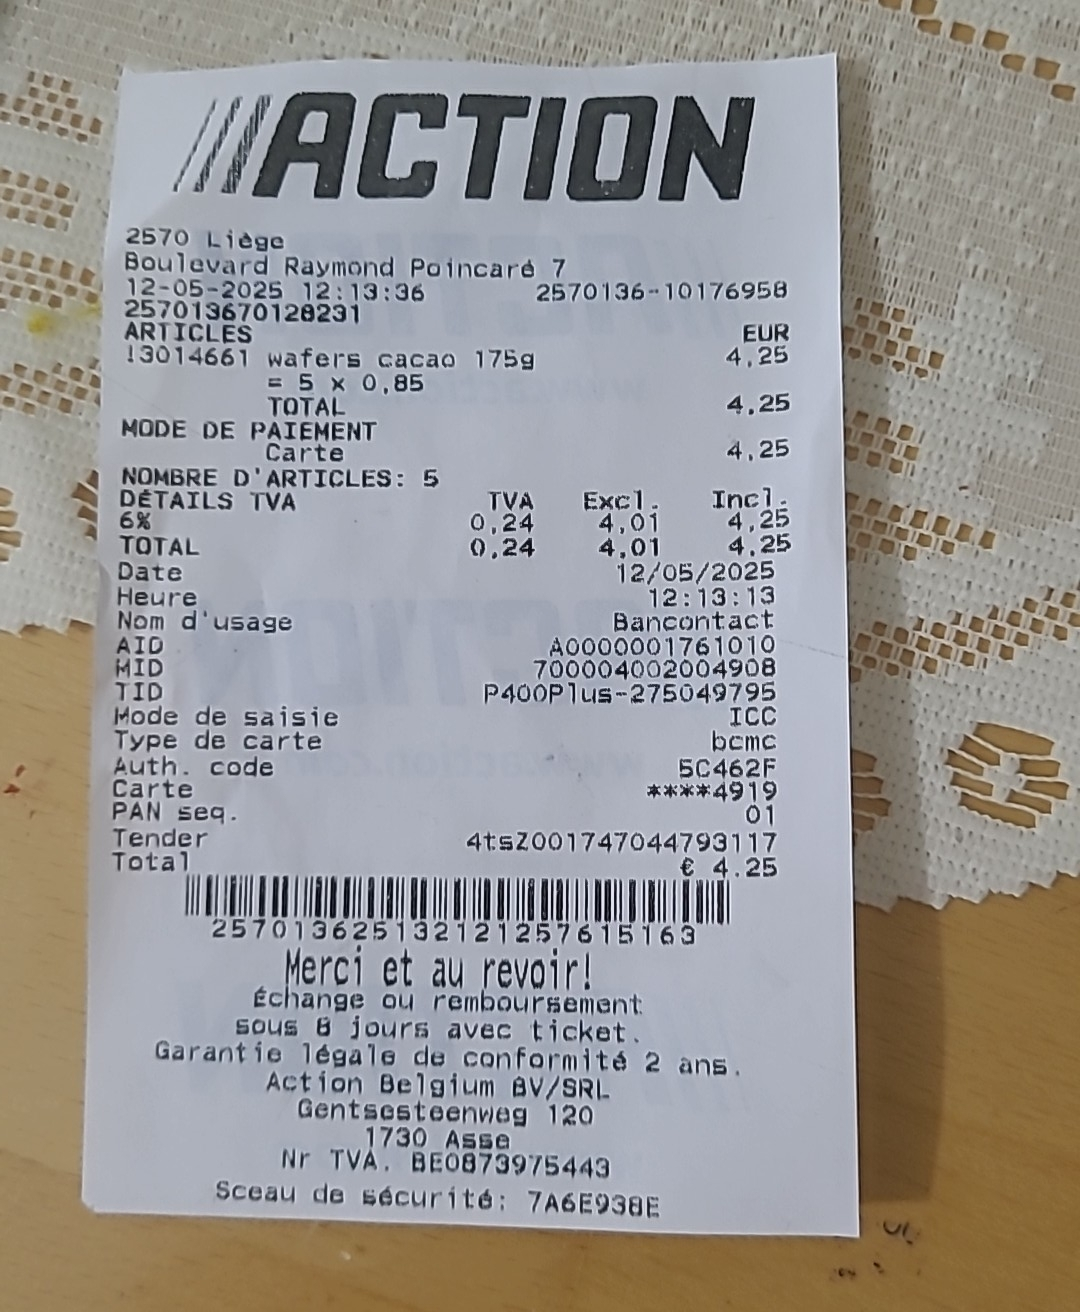 ///ACTION
2570 Liège
Boulevard Raymond Poincaré 7
12-05-2025 12:13:36 2570136-10176958
257013670128231
ARTICLES EUR
!3014661 wafers cacao 175g 4,25
= 5 x 0,85
TOTAL 4,25
MODE DE PAIEMENT
Carte 4,25
NOMBRE D'ARTICLES: 5
DÉTAILS TVA TVA Excl. Incl.
6% 0,24 4,01 4,25
TOTAL 0,24 4,01 4,25
Date 12/05/2025
Heure 12:13:13
Nom d'usage Bancontact
AID A0000001761010
MID 700004002004908
TID P400Plus-275049795
Mode de saisie ICC
Type de carte bcmc
Auth. code 5C462F
Carte ****4919
PAN seq. 01
Tender 4tsZ001747044793117
Total € 4.25
2570136251321212576​15163
Merci et au revoir!
Échange ou remboursement
sous 8 jours avec ticket.
Garantie légale de conformité 2 ans.
Action Belgium BV/SRL
Gentsesteenweg 120
1730 Asse
Nr TVA. BE0873975443
Sceau de sécurité: 7A6E938E